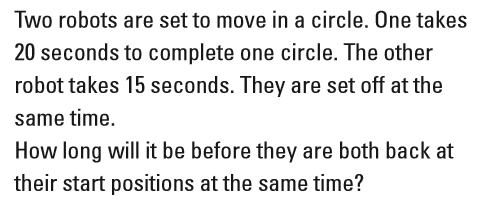 Two robots are set to move in a circle. One takes
20 seconds to complete one circle. The other
robot takes 15 seconds. They are set off at the
same time.
How long will it be before they are both back at
their start positions at the same time?